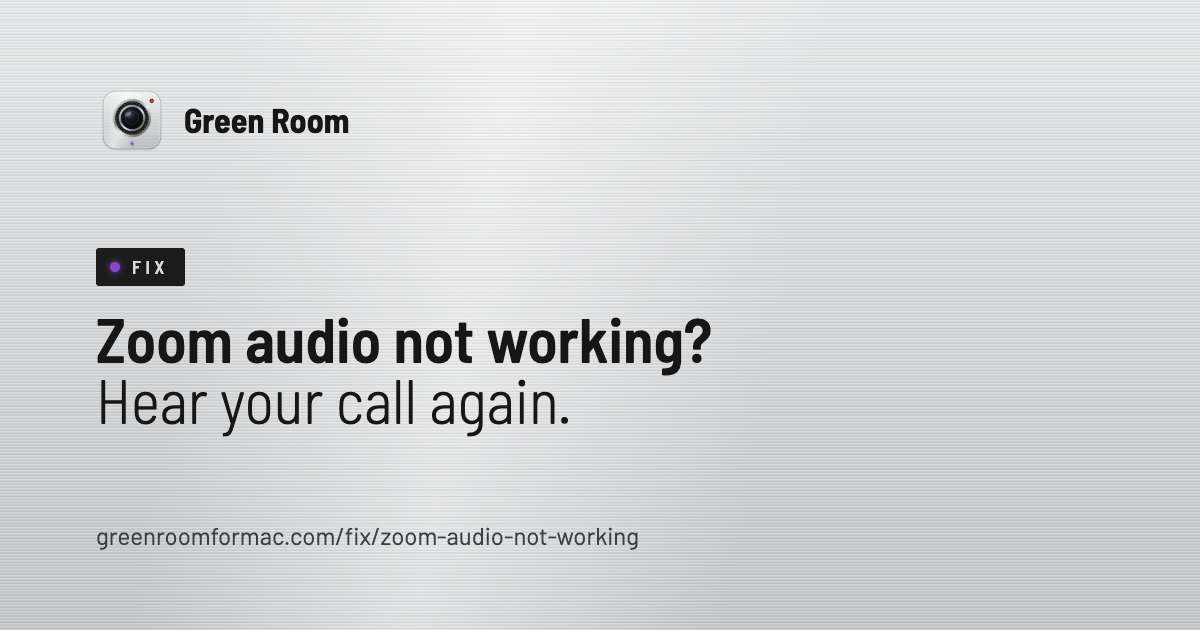 Green Room
FIX
Zoom audio not working?
Hear your call again.
greenroomformac.com/fix/zoom-audio-not-working